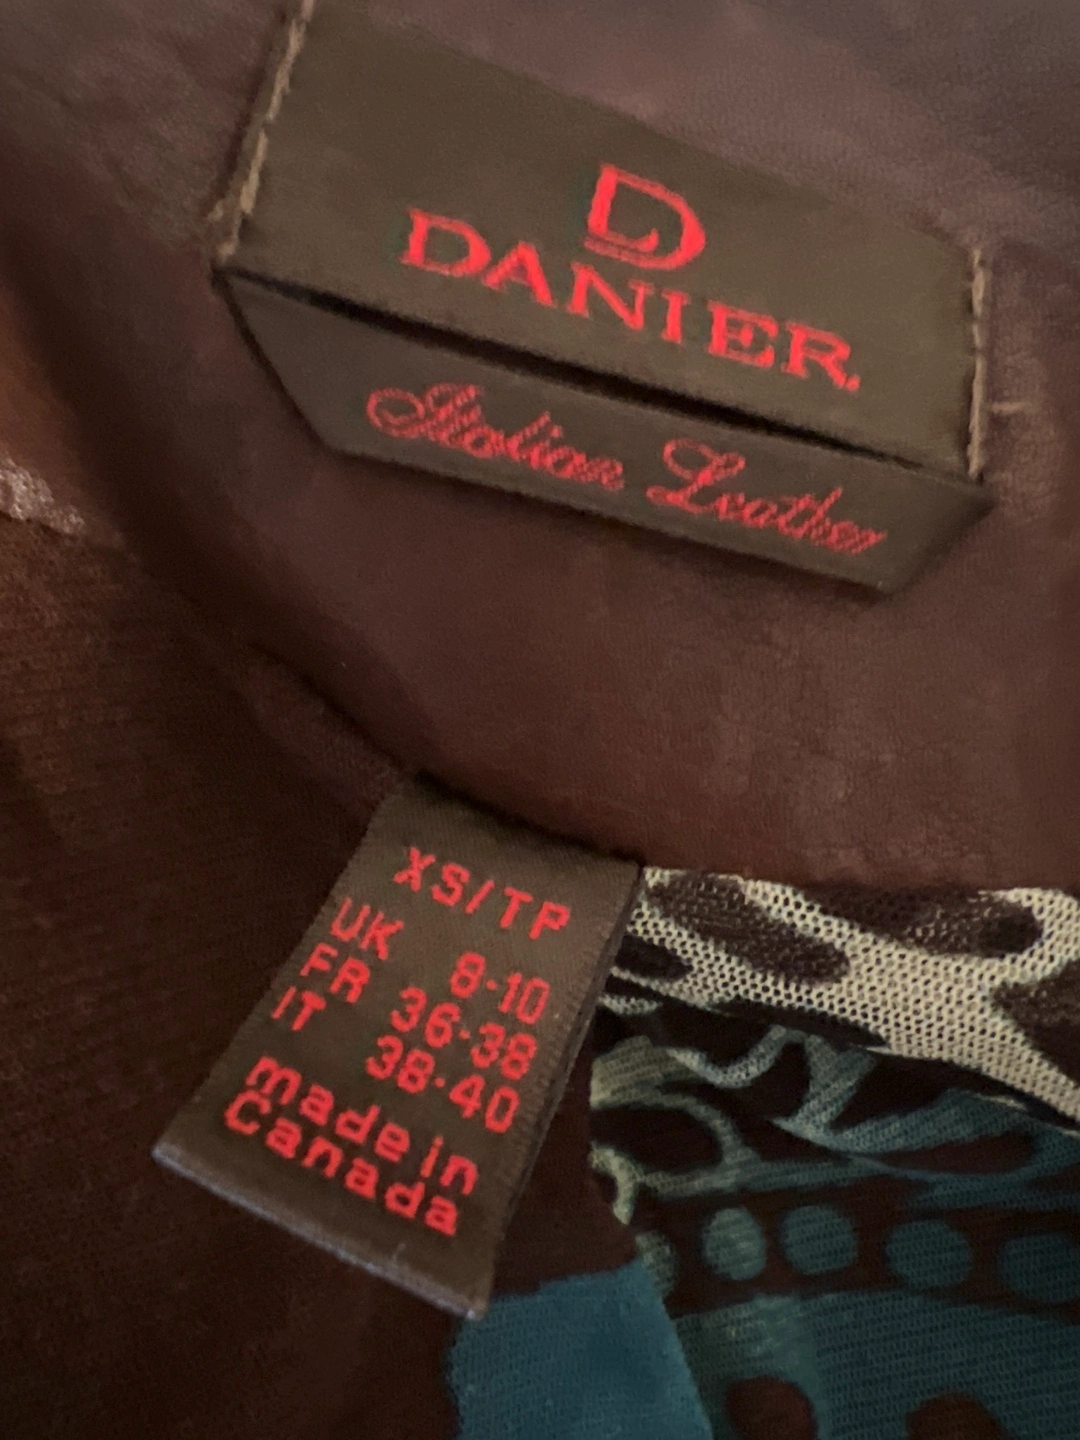 D
DANIER.
Italian Leather
XS/TP
UK 8-10
FR 36-38
IT 38-40
made in
Canada